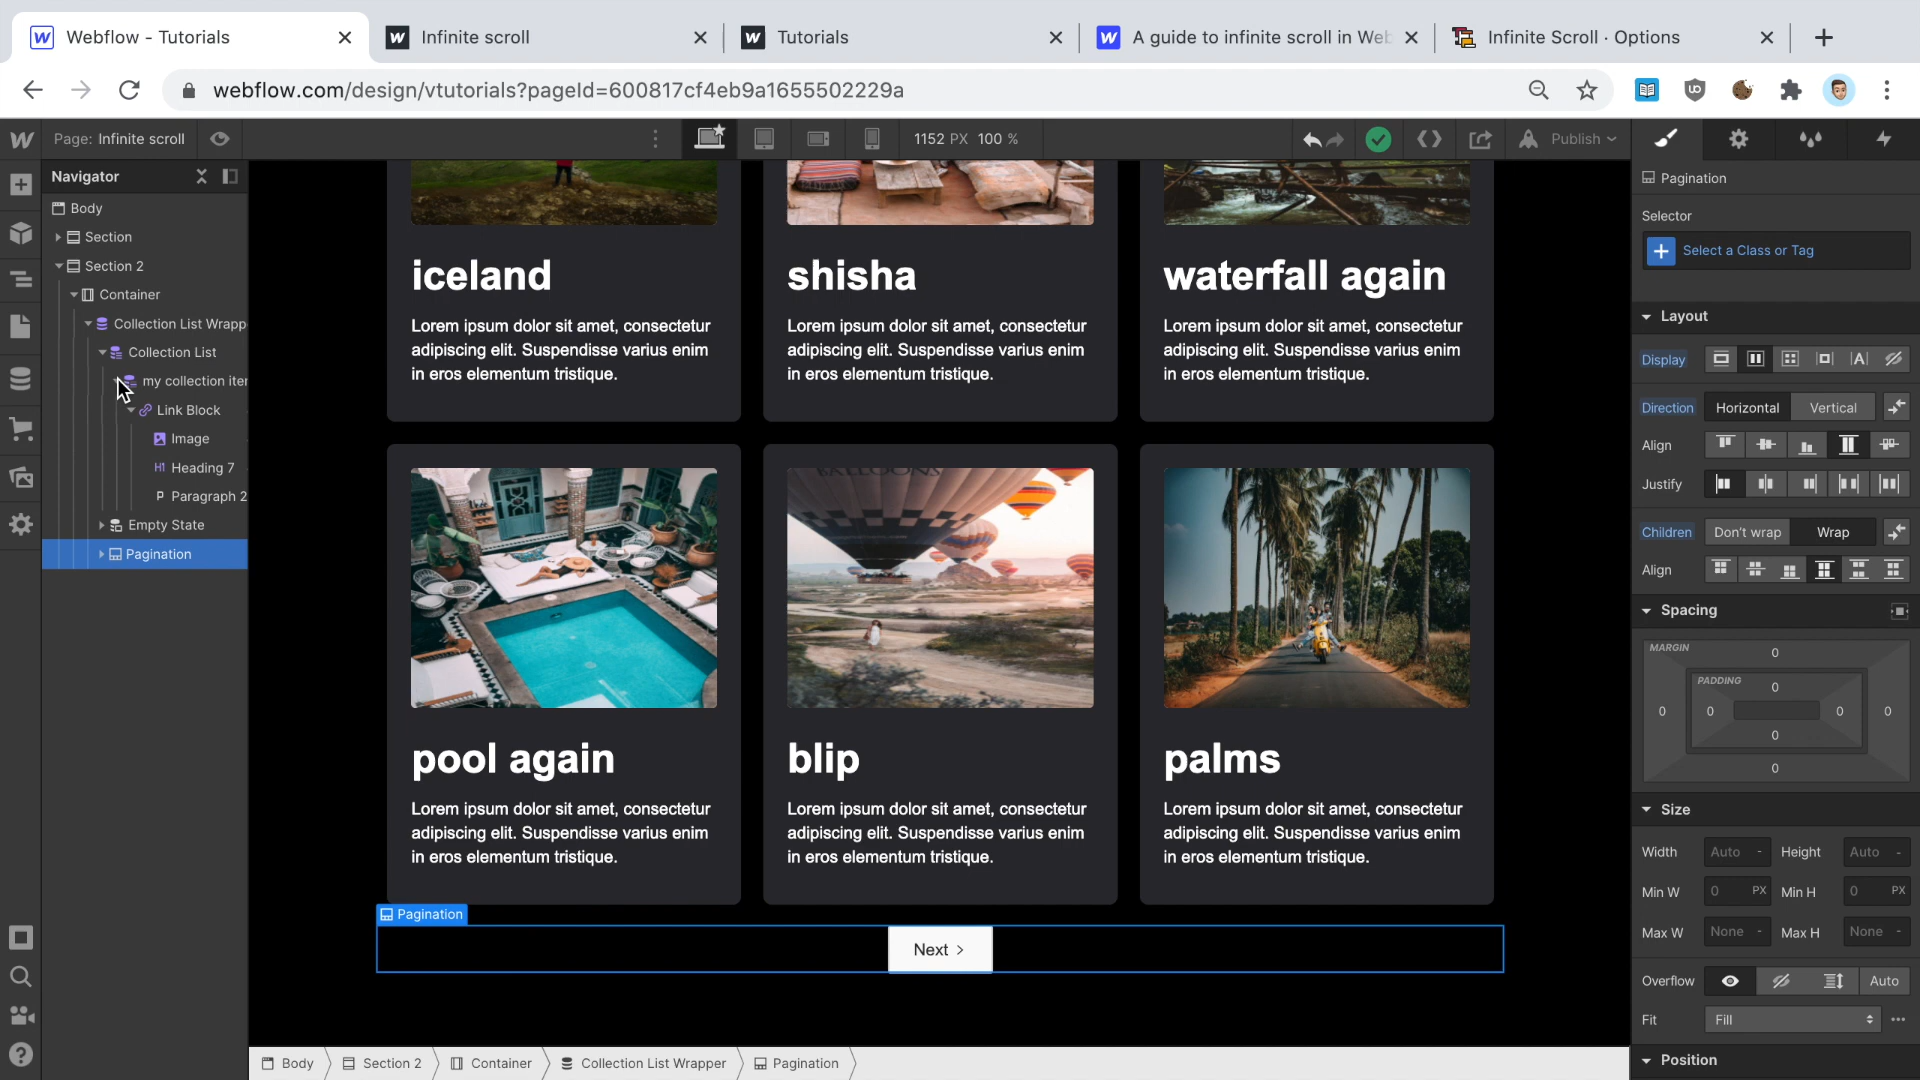 Webflow - Tutorials
Infinite scroll
Tutorials
A guide to infinite scroll in Web
Infinite Scroll · Options
webflow.com/design/vtutorials?pageId=600817cf4eb9a1655502229a
Page: Infinite scroll
1152 PX 100 %
Publish
Navigator
Body
Section
Section 2
Container
Collection List Wrapp
Collection List
my collection iter
Link Block
Image
H1 Heading 7
P Paragraph 2
Empty State
Pagination
iceland
Lorem ipsum dolor sit amet, consectetur
adipiscing elit. Suspendisse varius enim
in eros elementum tristique.
shisha
Lorem ipsum dolor sit amet, consectetur
adipiscing elit. Suspendisse varius enim
in eros elementum tristique.
waterfall again
Lorem ipsum dolor sit amet, consectetur
adipiscing elit. Suspendisse varius enim
in eros elementum tristique.
BALLOONS
pool again
Lorem ipsum dolor sit amet, consectetur
adipiscing elit. Suspendisse varius enim
in eros elementum tristique.
blip
Lorem ipsum dolor sit amet, consectetur
adipiscing elit. Suspendisse varius enim
in eros elementum tristique.
palms
Lorem ipsum dolor sit amet, consectetur
adipiscing elit. Suspendisse varius enim
in eros elementum tristique.
Pagination
Next >
Body
Section 2
Container
Collection List Wrapper
Pagination
Pagination
Selector
Select a Class or Tag
Layout
Display
Direction Horizontal Vertical
Align
Justify
Children Don't wrap Wrap
Align
Spacing
MARGIN
0
PADDING
0
0 0 0 0
0
0
Size
Width Auto - Height Auto -
Min W 0 PX Min H 0 PX
Max W None - Max H None -
Overflow Auto
Fit Fill
Position